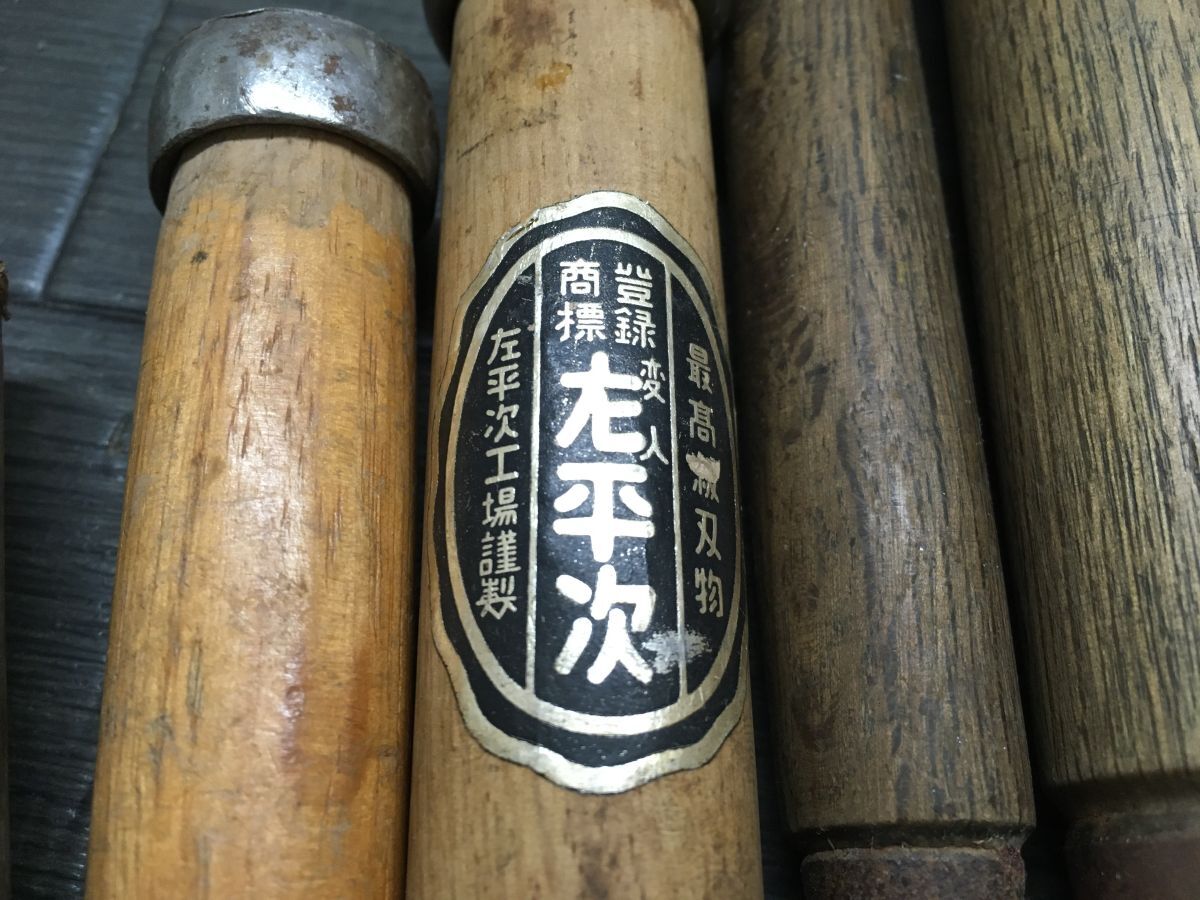 最高級刃物
登録
商標
変人
左平次
左平次工場謹製